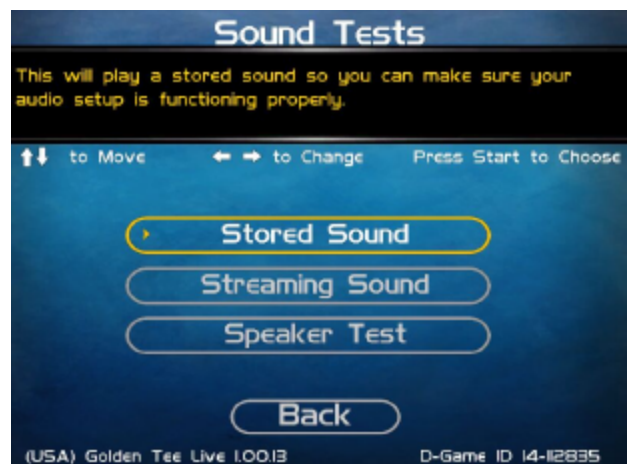 Sound Tests
This will play a stored sound so you can make sure your
audio setup is functioning properly.
to Move to Change Press Start to Choose
Stored Sound
Streaming Sound
Speaker Test
Back
(USA) Golden Tee Live 1.00.13 D-Game ID 14-112835